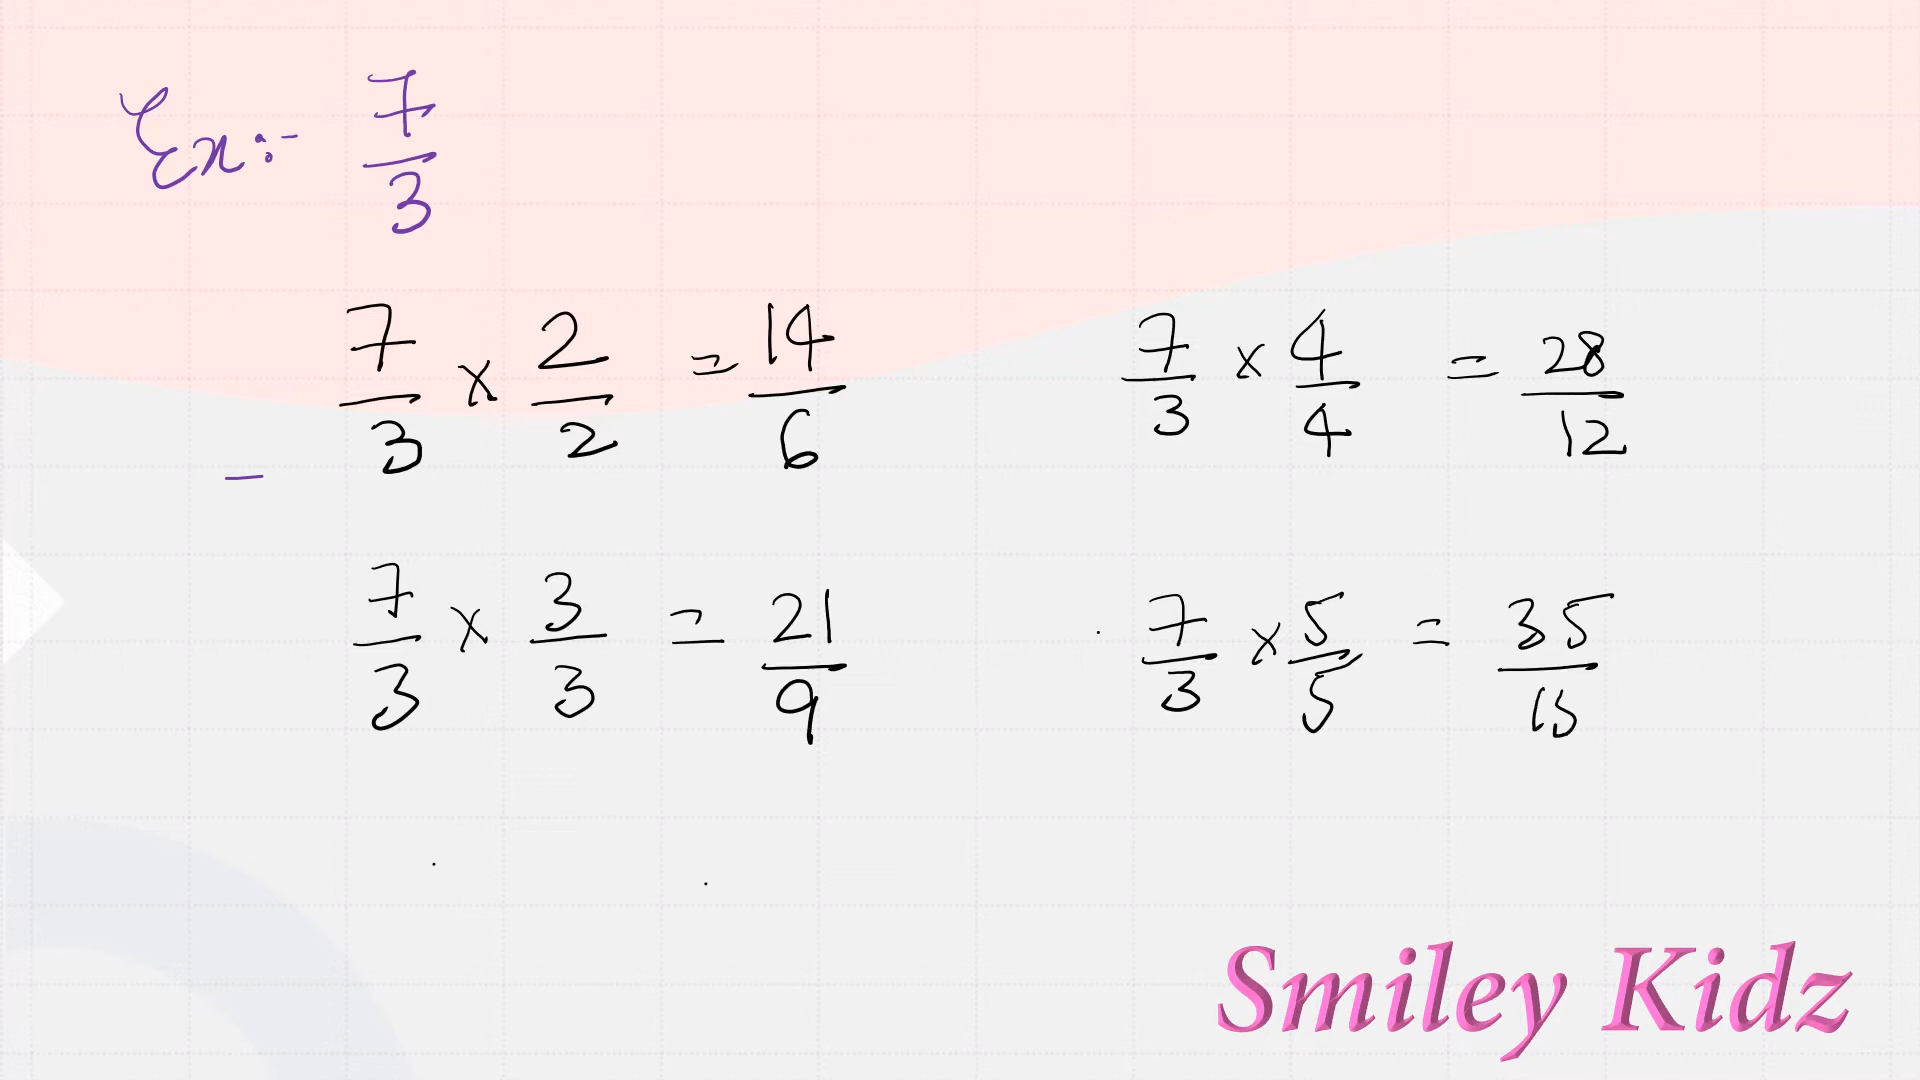 Ex:- 7/3
7/3 x 2/2 = 14/6
7/3 x 4/4 = 28/12
7/3 x 3/3 = 21/9
7/3 x 5/5 = 35/15
Smiley Kidz